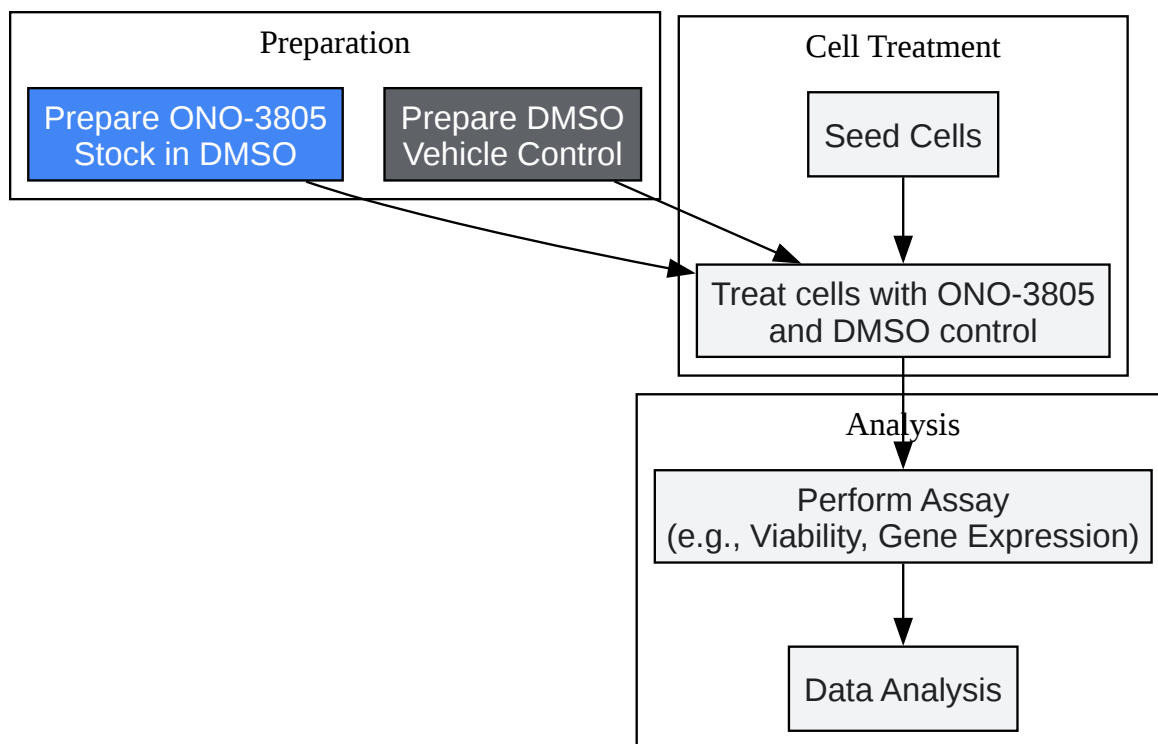 Preparation
Prepare ONO-3805
Stock in DMSO
Prepare DMSO
Vehicle Control
Cell Treatment
Seed Cells
Treat cells with ONO-3805
and DMSO control
Analysis
Perform Assay
(e.g., Viability, Gene Expression)
Data Analysis